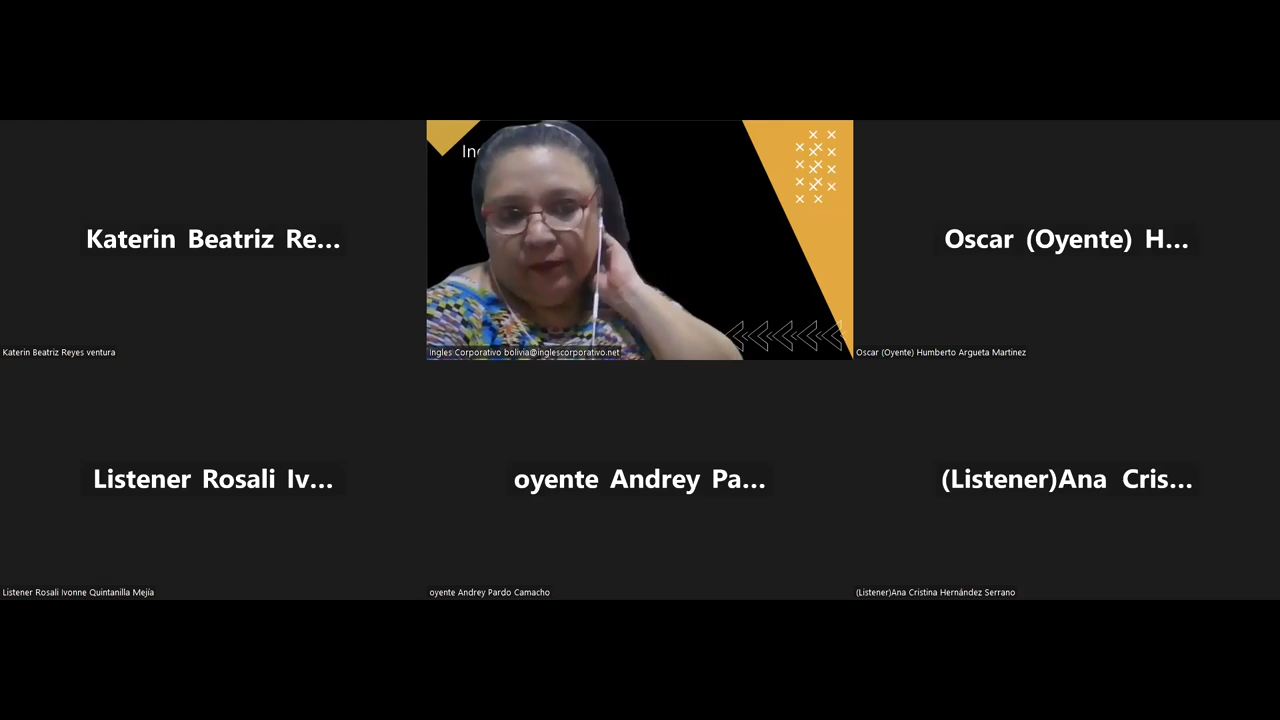 Katerin Beatriz Re...
Katerin Beatriz Reyes ventura
Ingles Corporativo bolivia@inglescorporativo.net
Oscar (Oyente) H...
Oscar (Oyente) Humberto Argueta Martinez
Listener Rosali Iv...
Listener Rosali Ivonne Quintanilla Mejía
oyente Andrey Pa...
oyente Andrey Pardo Camacho
(Listener)Ana Cris...
(Listener)Ana Cristina Hernández Serrano